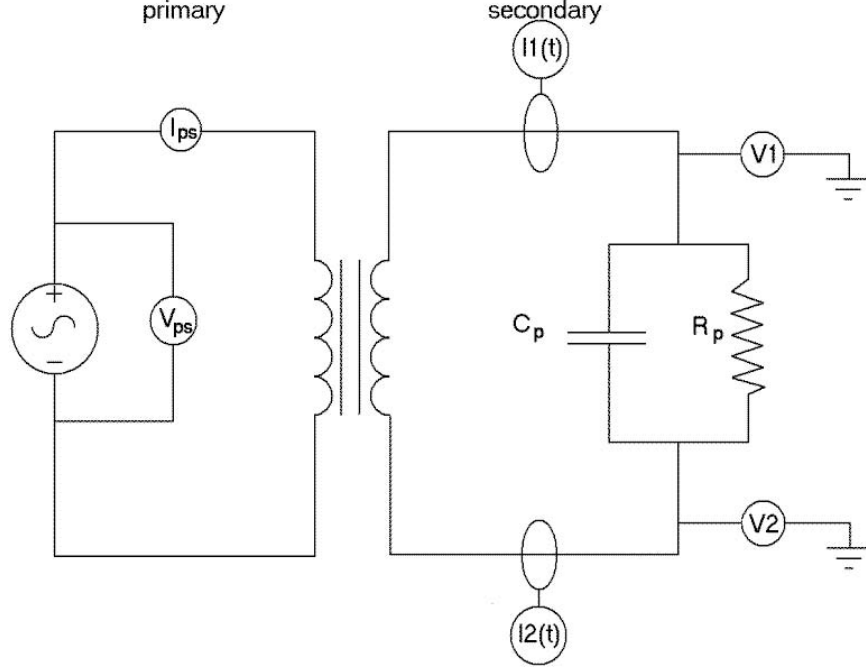 primary
secondary
I1(t)
Ips
V1
+
Vps
−
Cp
Rp
V2
I2(t)